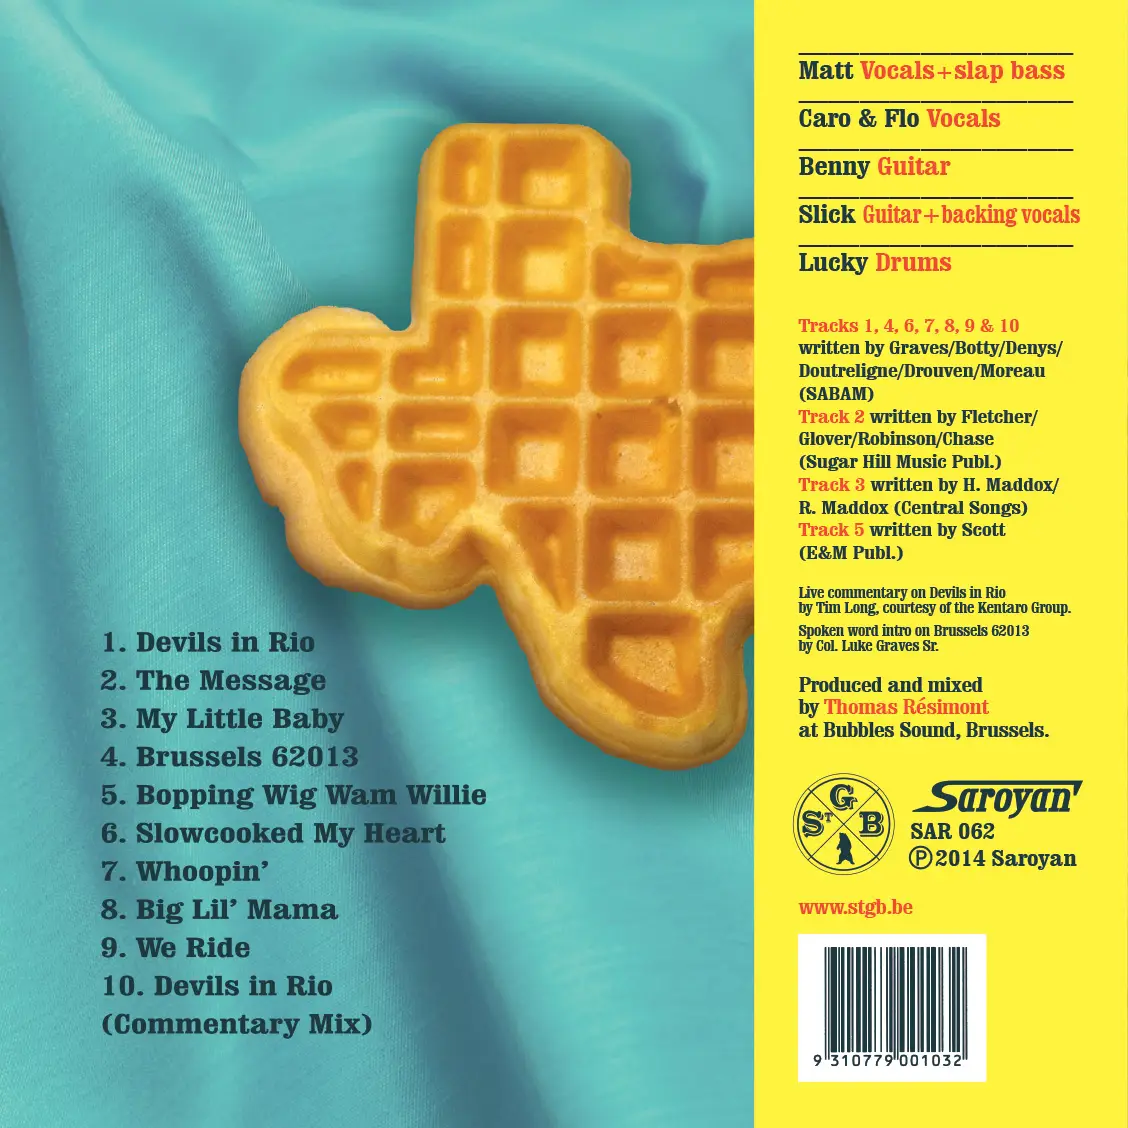 1. Devils in Rio
2. The Message
3. My Little Baby
4. Brussels 62013
5. Bopping Wig Wam Willie
6. Slowcooked My Heart
7. Whoopin’
8. Big Lil’ Mama
9. We Ride
10. Devils in Rio
(Commentary Mix)
Matt Vocals+slap bass
Caro & Flo Vocals
Benny Guitar
Slick Guitar+backing vocals
Lucky Drums
Tracks 1, 4, 6, 7, 8, 9 & 10
written by Graves/Botty/Denys/
Doutreligne/Drouven/Moreau
(SABAM)
Track 2 written by Fletcher/
Glover/Robinson/Chase
(Sugar Hill Music Publ.)
Track 3 written by H. Maddox/
R. Maddox (Central Songs)
Track 5 written by Scott
(E&M Publ.)
Live commentary on Devils in Rio
by Tim Long, courtesy of the Kentaro Group.
Spoken word intro on Brussels 62013
by Col. Luke Graves Sr.
Produced and mixed
by Thomas Résimont
at Bubbles Sound, Brussels.
G
ST B
Saroyan
SAR 062
℗ 2014 Saroyan
www.stgb.be
9 310779 001032